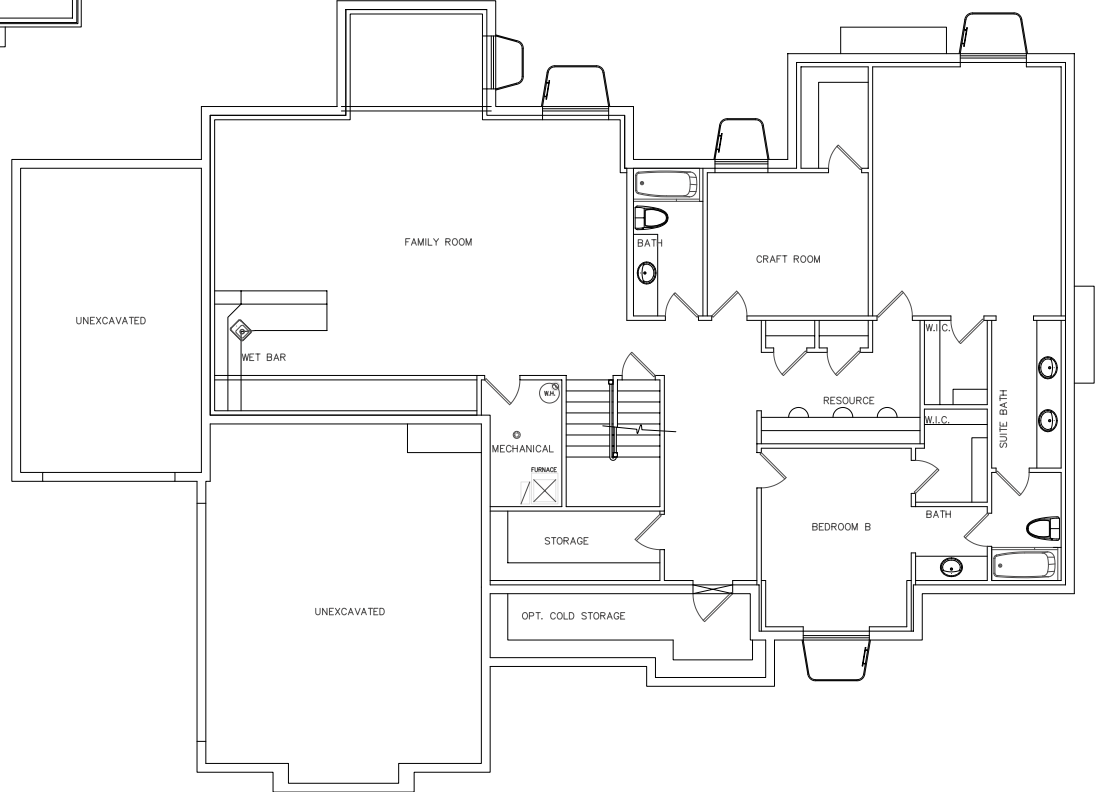 FAMILY ROOM
BATH
CRAFT ROOM
UNEXCAVATED
WET BAR
W.I.C.
W.H.
RESOURCE
SUITE BATH
W.I.C.
MECHANICAL
FURNACE
BATH
BEDROOM B
STORAGE
UNEXCAVATED
OPT. COLD STORAGE